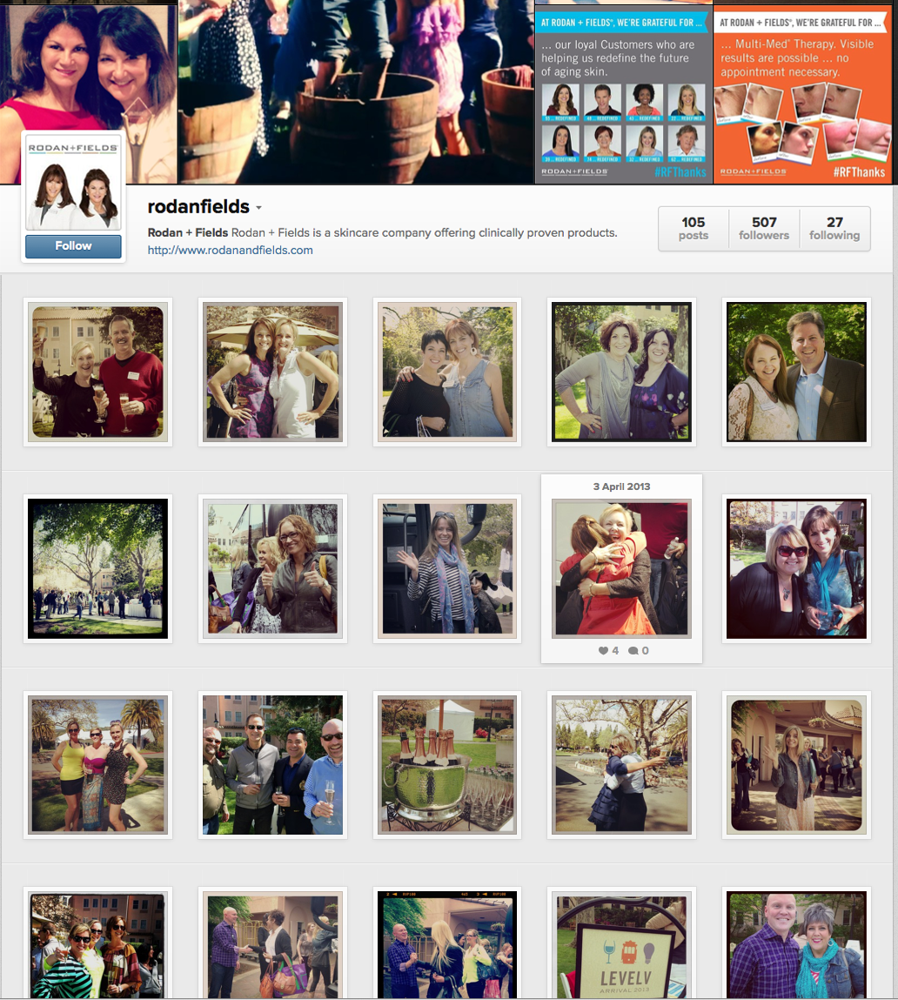 AT RODAN + FIELDS®, WE'RE GRATEFUL FOR ...
... our loyal Customers who are
helping us redefine the future
of aging skin.
RODAN+FIELDS
#RFThanks
AT RODAN + FIELDS®, WE'RE GRATEFUL FOR ...
... Multi-Med® Therapy. Visible
results are possible ... no
appointment necessary.
RODAN+FIELDS
#RFThanks
RODAN+FIELDS
Follow
rodanfields
Rodan + Fields Rodan + Fields is a skincare company offering clinically proven products.
http://www.rodanandfields.com
105
posts
507
followers
27
following
3 April 2013
4 0
LEVELV
ARRIVAL 2013